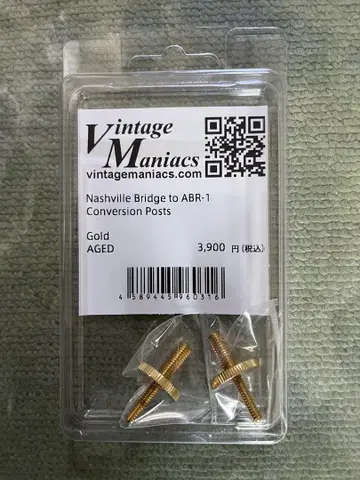 Vintage
Maniacs
vintagemaniacs.com
Nashville Bridge to ABR-1
Conversion Posts
Gold
AGED 3,900 円(税込)
4 589445 960316